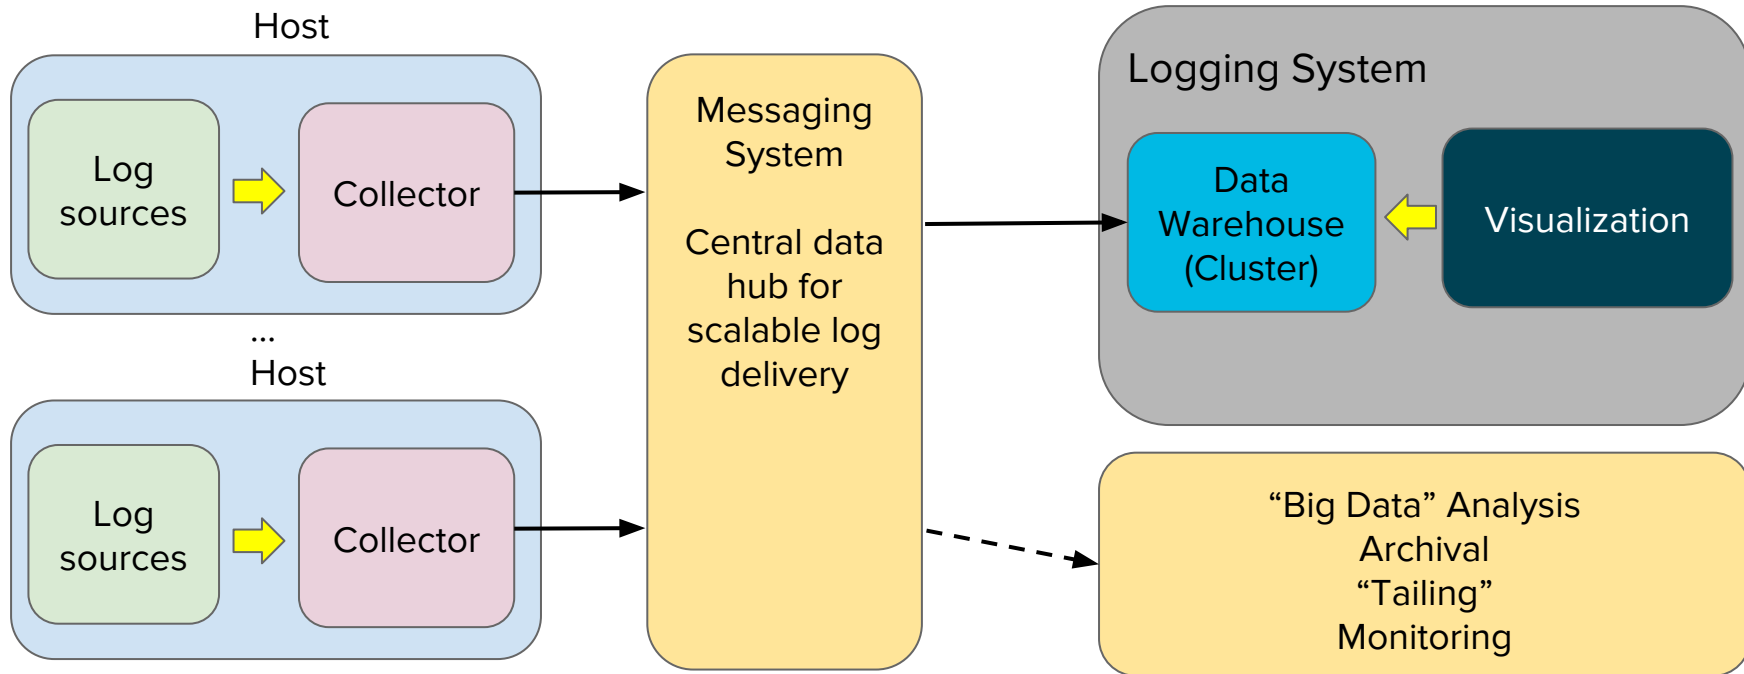 Host
Log
sources
Collector
...
Host
Log
sources
Collector
Messaging
System
Central data
hub for
scalable log
delivery
Logging System
Data
Warehouse
(Cluster)
Visualization
“Big Data” Analysis
Archival
“Tailing”
Monitoring